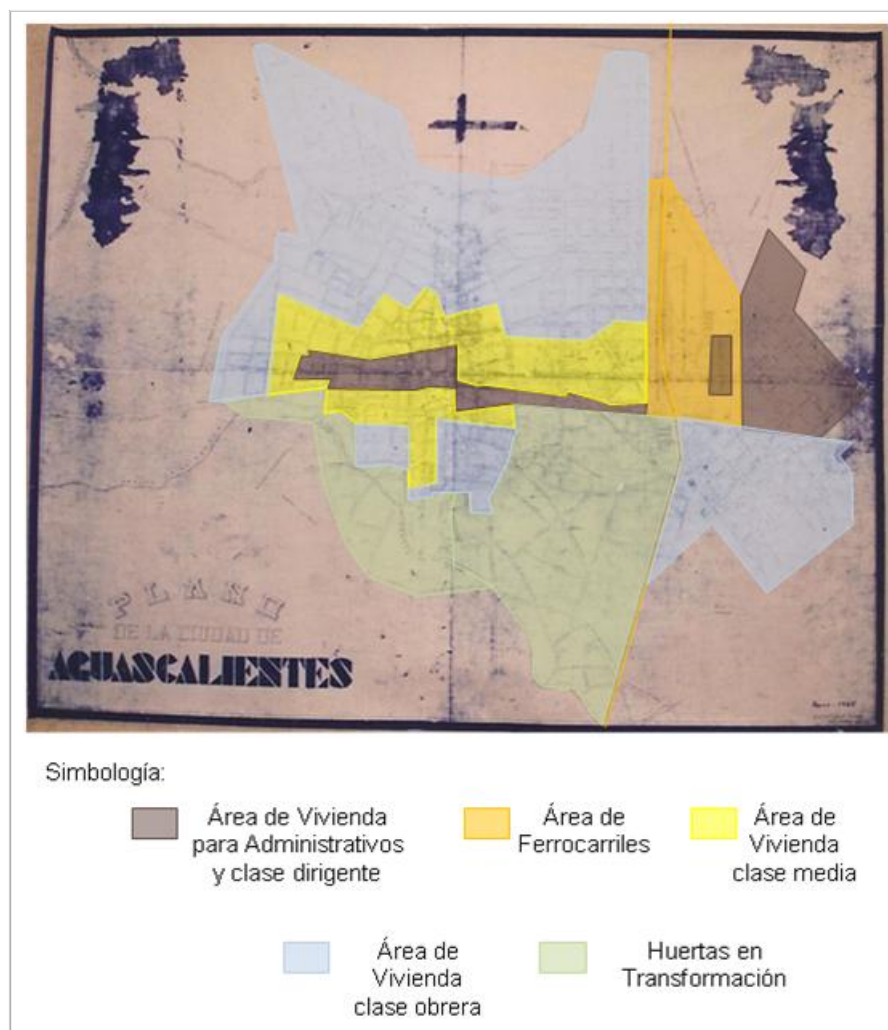 PLANO
DE LA CIUDAD DE
AGUASCALIENTES
Simbología:
Área de Vivienda
para Administrativos
y clase dirigente
Área de
Ferrocarriles
Área de
Vivienda
clase media
Área de
Vivienda
clase obrera
Huertas en
Transformación